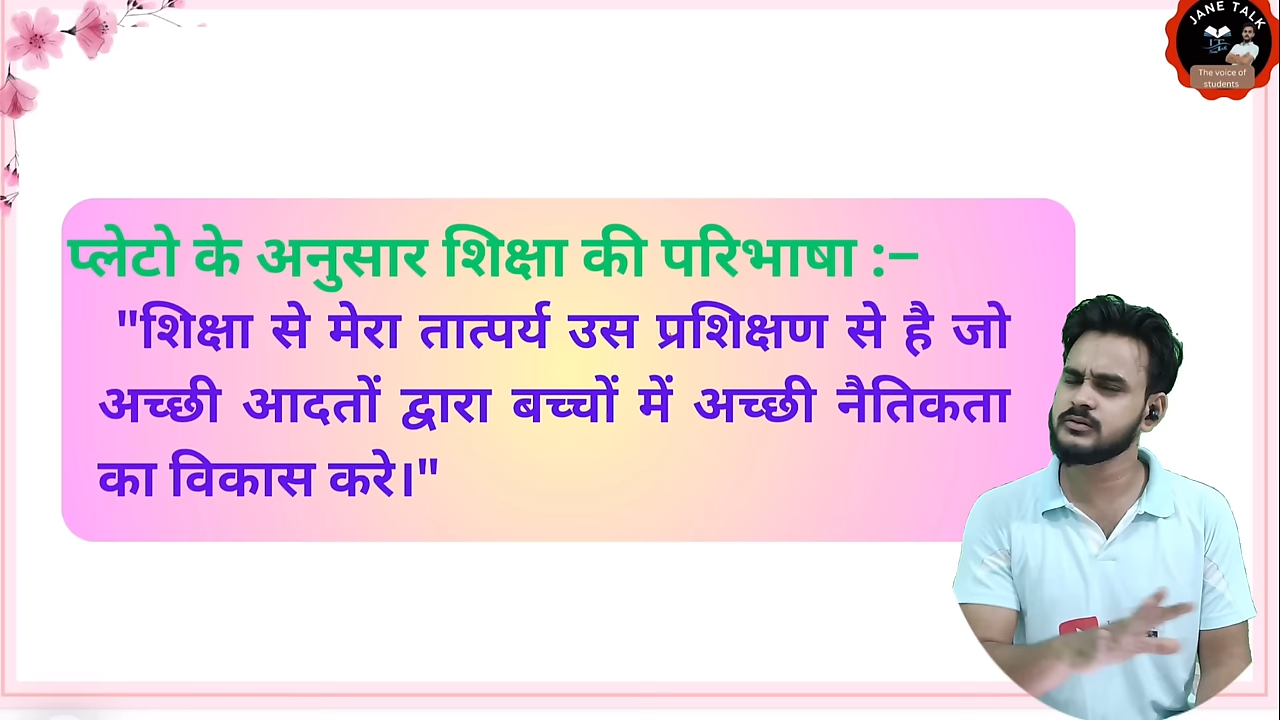 JANE TALK
The voice of
students
प्लेटो के अनुसार शिक्षा की परिभाषा :–
"शिक्षा से मेरा तात्पर्य उस प्रशिक्षण से है जो
अच्छी आदतों द्वारा बच्चों में अच्छी नैतिकता
का विकास करे।"